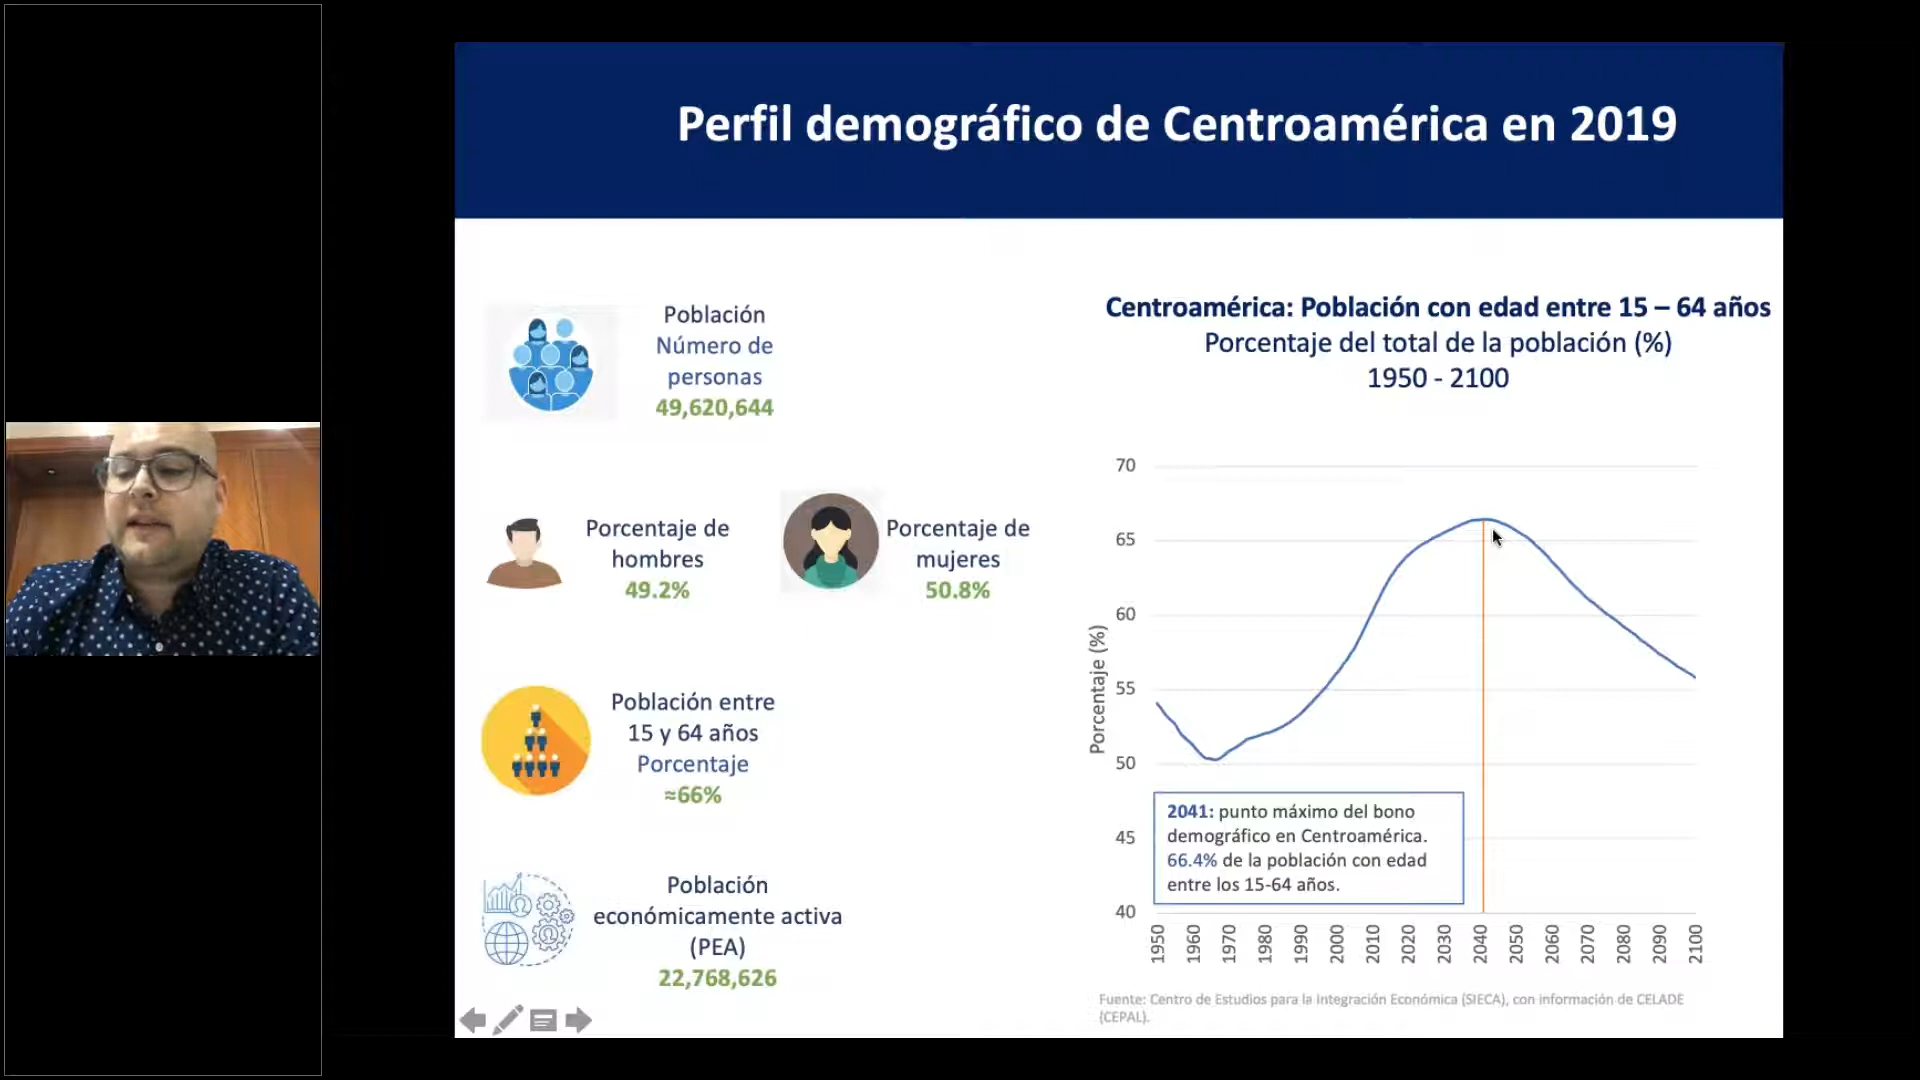 Perfil demográfico de Centroamérica en 2019
Población
Número de
personas
49,620,644
Porcentaje de
hombres
49.2%
Porcentaje de
mujeres
50.8%
Población entre
15 y 64 años
Porcentaje
≈66%
Población
económicamente activa
(PEA)
22,768,626
Centroamérica: Población con edad entre 15 – 64 años
Porcentaje del total de la población (%)
1950 - 2100
Porcentaje (%)
70
65
60
55
50
45
40
2041: punto máximo del bono
demográfico en Centroamérica.
66.4% de la población con edad
entre los 15-64 años.
1950
1960
1970
1980
1990
2000
2010
2020
2030
2040
2050
2060
2070
2080
2090
2100
Fuente: Centro de Estudios para la Integración Económica (SIECA), con información de CELADE
(CEPAL).